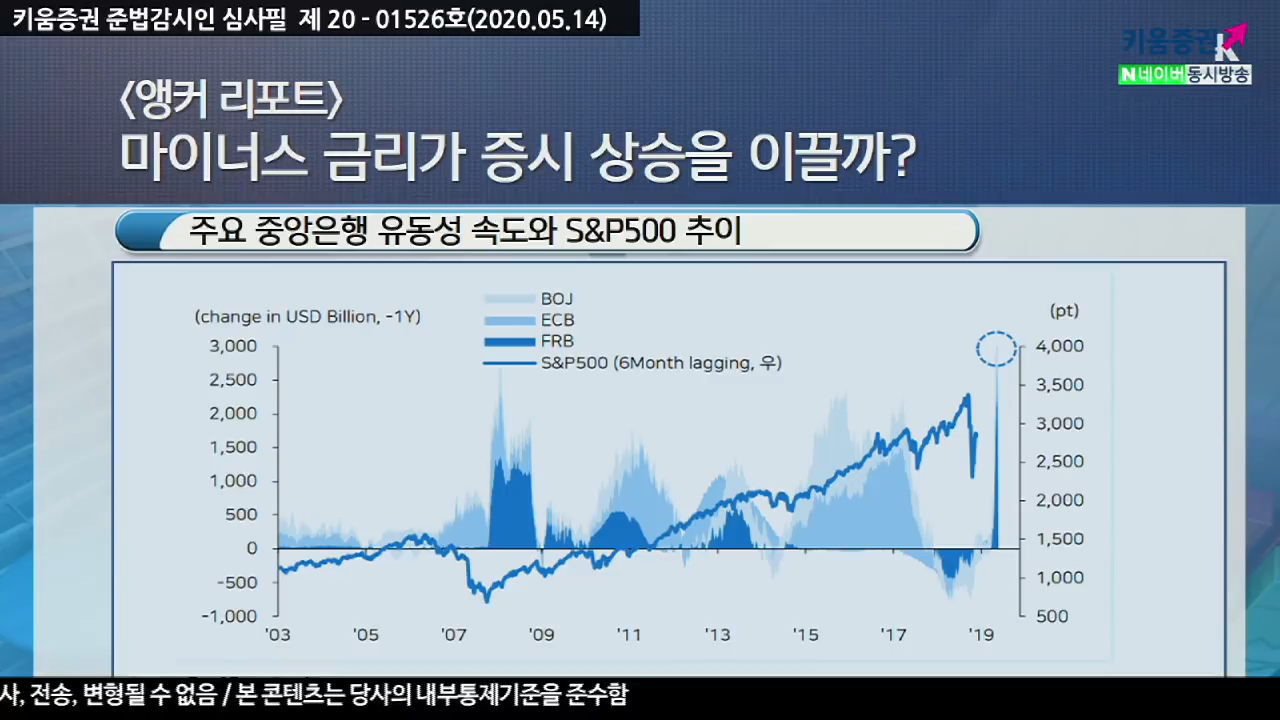 키움증권 준법감시인 심사필 제 20 - 01526호(2020.05.14)
키움증권
N 네이버 동시방송
<앵커 리포트>
마이너스 금리가 증시 상승을 이끌까?
주요 중앙은행 유동성 속도와 S&P500 추이
(change in USD Billion, -1Y)
BOJ
ECB
FRB
S&P500 (6Month lagging, 우)
(pt)
3,000
2,500
2,000
1,500
1,000
500
0
-500
-1,000
4,000
3,500
3,000
2,500
2,000
1,500
1,000
500
'03 '05 '07 '09 '11 '13 '15 '17 '19
사, 전송, 변형될 수 없음 / 본 콘텐츠는 당사의 내부통제기준을 준수함